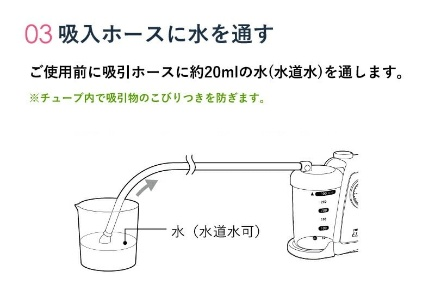 03 吸入ホースに水を通す
ご使用前に吸引ホースに約20mlの水(水道水)を通します。
※チューブ内で吸引物のこびりつきを防ぎます。
水（水道水可）